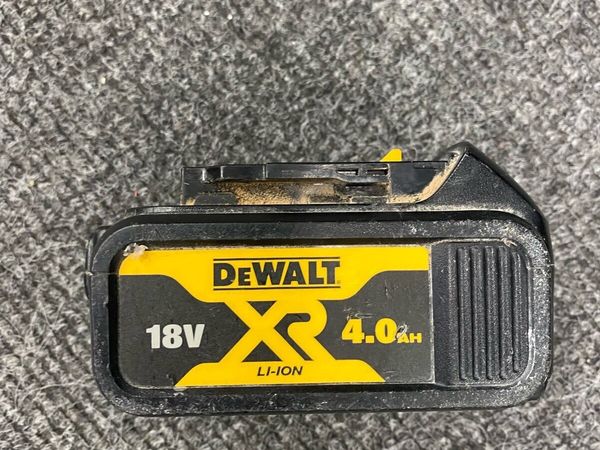 DEWALT
18V XR 4.0AH
LI-ION